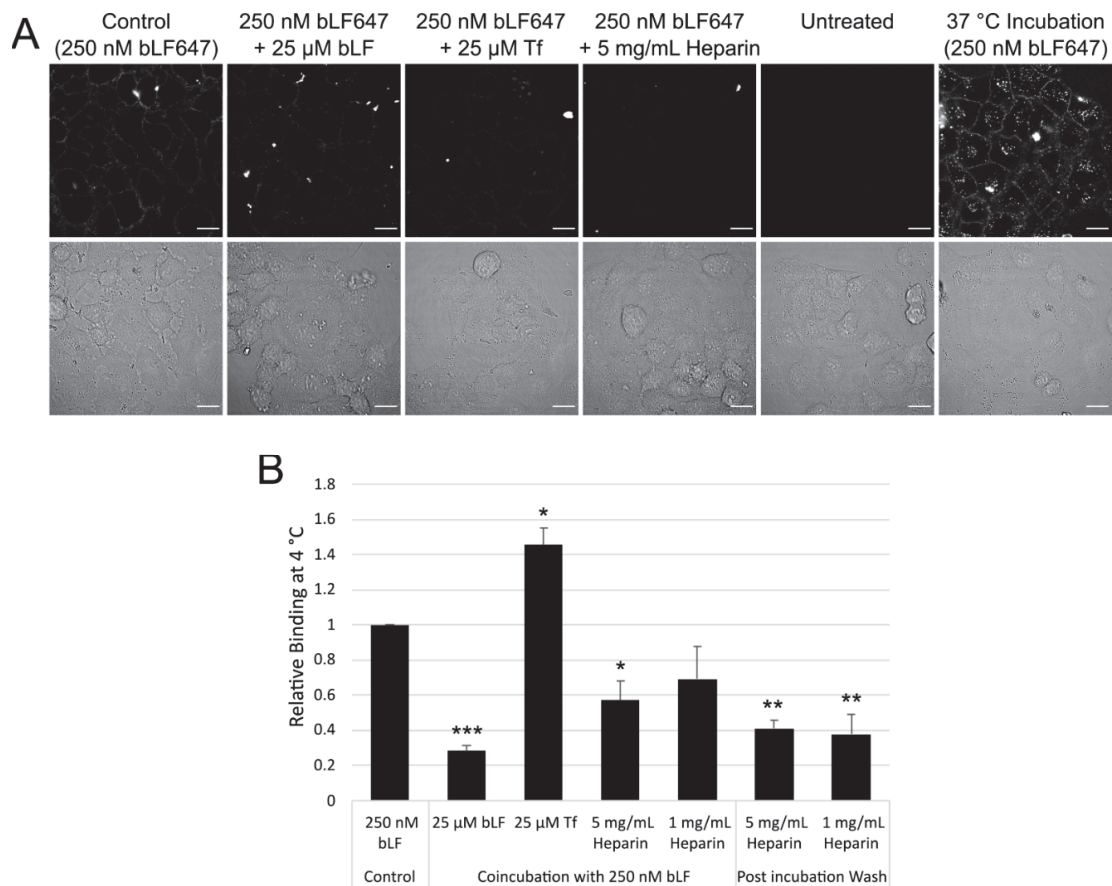 A
Control
(250 nM bLF647)
250 nM bLF647
+ 25 µM bLF
250 nM bLF647
+ 25 µM Tf
250 nM bLF647
+ 5 mg/mL Heparin
Untreated
37 °C Incubation
(250 nM bLF647)
B
Relative Binding at 4 °C
1.8
1.6
1.4
1.2
1
0.8
0.6
0.4
0.2
0
***
*
*
**
**
250 nM
bLF
25 µM bLF
25 µM Tf
5 mg/mL
Heparin
1 mg/mL
Heparin
5 mg/mL
Heparin
1 mg/mL
Heparin
Control
Coincubation with 250 nM bLF
Post incubation Wash